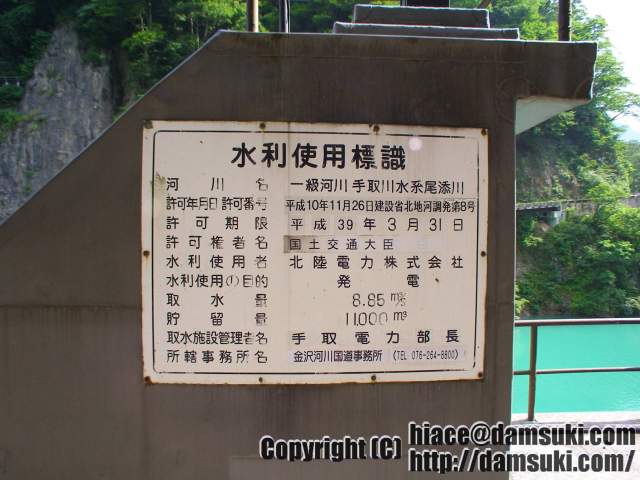 水利使用標識
河川名 一級河川 手取川水系尾添川
許可年月日 許可番号 平成10年11月26日建設省北地河調発第8号
許可期限 平成39年3月31日
許可権者名 国土交通大臣
水利使用者 北陸電力株式会社
水利使用の目的 発電
取水量 8.85 m³/s
貯留量 11,000 m³
取水施設管理者名 手取電力部長
所轄事務所名 金沢河川国道事務所 (TEL 076-264-8800)
Copyright (C) hiace@damsuki.com
http://damsuki.com/